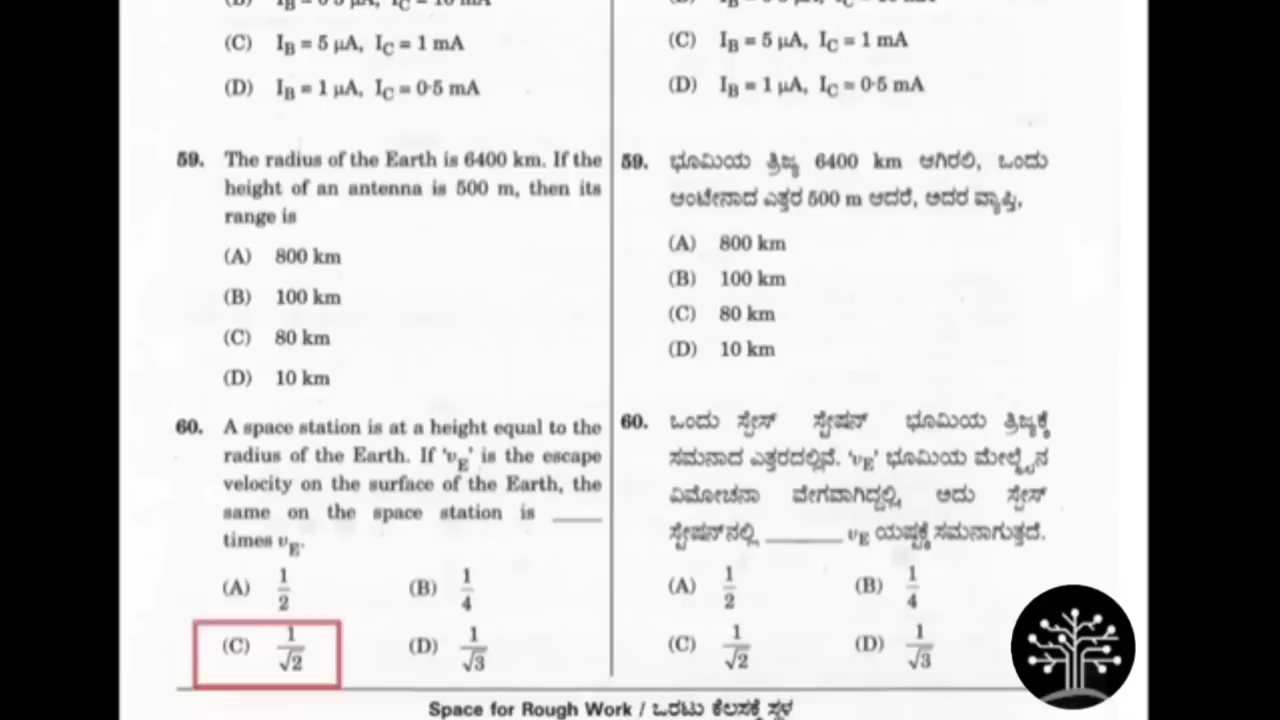 (C) I_B = 5 μA, I_C = 1 mA
(D) I_B = 1 μA, I_C = 0·5 mA
59. The radius of the Earth is 6400 km. If the
height of an antenna is 500 m, then its
range is
(A) 800 km
(B) 100 km
(C) 80 km
(D) 10 km
60. A space station is at a height equal to the
radius of the Earth. If ‘v_E’ is the escape
velocity on the surface of the Earth, the
same on the space station is ____
times v_E.
(A) 1/2 (B) 1/4
(C) 1/√2 (D) 1/√3
(C) I_B = 5 μA, I_C = 1 mA
(D) I_B = 1 μA, I_C = 0·5 mA
59. ಭೂಮಿಯ ತ್ರಿಜ್ಯ 6400 km ಆಗಿರಲಿ, ಒಂದು
ಆಂಟೇನಾದ ಎತ್ತರ 500 m ಆದರೆ, ಅದರ ವ್ಯಾಪ್ತಿ,
(A) 800 km
(B) 100 km
(C) 80 km
(D) 10 km
60. ಒಂದು ಸ್ಪೇಸ್ ಸ್ಟೇಷನ್ ಭೂಮಿಯ ತ್ರಿಜ್ಯಕ್ಕೆ
ಸಮನಾದ ಎತ್ತರದಲ್ಲಿವೆ. ‘v_E’ ಭೂಮಿಯ ಮೇಲ್ಮೈನ
ವಿಮೋಚನಾ ವೇಗವಾಗಿದ್ದಲ್ಲಿ, ಅದು ಸ್ಪೇಸ್
ಸ್ಟೇಷನ್‌ನಲ್ಲಿ ________ v_E ಯಷ್ಟಕ್ಕೆ ಸಮನಾಗುತ್ತದೆ.
(A) 1/2 (B) 1/4
(C) 1/√2 (D) 1/√3
Space for Rough Work / ಒರಟು ಕೆಲಸಕ್ಕೆ ಸ್ಥಳ